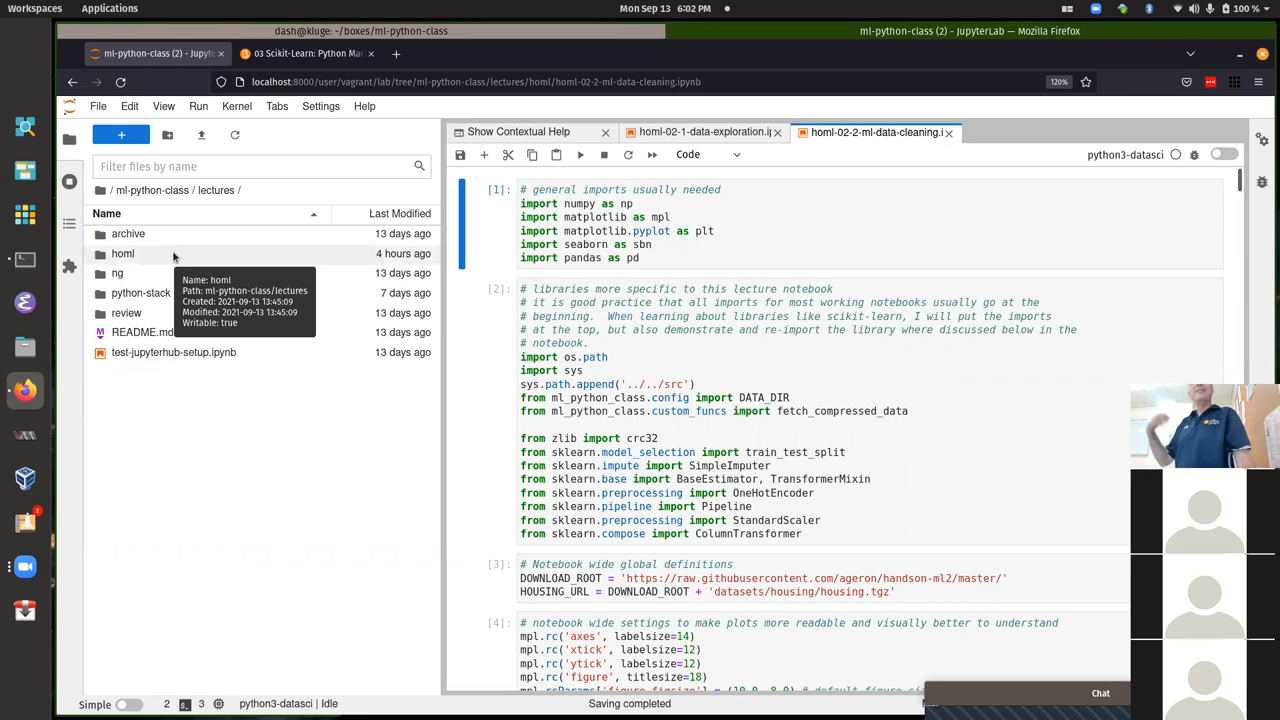 Workspaces Applications Mon Sep 13 6:02 PM 100 %
dash@kluge: ~/boxes/ml-python-class ml-python-class (2) - JupyterLab — Mozilla Firefox
ml-python-class (2) - Jupyte 03 Scikit-Learn: Python Mac
localhost:8000/user/vagrant/lab/tree/ml-python-class/lectures/homl/homl-02-2-ml-data-cleaning.ipynb 120%
File Edit View Run Kernel Tabs Settings Help
Filter files by name
/ ml-python-class / lectures /
Name Last Modified
archive 13 days ago
homl 4 hours ago
ng 13 days ago
python-stack 7 days ago
review 13 days ago
README.md 13 days ago
test-jupyterhub-setup.ipynb 13 days ago
Name: homl
Path: ml-python-class/lectures
Created: 2021-09-13 13:45:09
Modified: 2021-09-13 13:45:09
Writable: true
Show Contextual Help homl-02-1-data-exploration.ip homl-02-2-ml-data-cleaning.i
Code python3-datasci
[1]: # general imports usually needed
import numpy as np
import matplotlib as mpl
import matplotlib.pyplot as plt
import seaborn as sbn
import pandas as pd
[2]: # libraries more specific to this lecture notebook
# it is good practice that all imports for most working notebooks usually go at the
# beginning. When learning about libraries like scikit-learn, I will put the imports
# at the top, but also demonstrate and re-import the library where discussed below in the
# notebook.
import os.path
import sys
sys.path.append('../../src')
from ml_python_class.config import DATA_DIR
from ml_python_class.custom_funcs import fetch_compressed_data
from zlib import crc32
from sklearn.model_selection import train_test_split
from sklearn.impute import SimpleImputer
from sklearn.base import BaseEstimator, TransformerMixin
from sklearn.preprocessing import OneHotEncoder
from sklearn.pipeline import Pipeline
from sklearn.preprocessing import StandardScaler
from sklearn.compose import ColumnTransformer
[3]: # Notebook wide global definitions
DOWNLOAD_ROOT = 'https://raw.githubusercontent.com/ageron/handson-ml2/master/'
HOUSING_URL = DOWNLOAD_ROOT + 'datasets/housing/housing.tgz'
[4]: # notebook wide settings to make plots more readable and visually better to understand
mpl.rc('axes', labelsize=14)
mpl.rc('xtick', labelsize=12)
mpl.rc('ytick', labelsize=12)
mpl.rc('figure', titlesize=18)
Chat
Simple 2 3 python3-datasci | Idle Saving completed